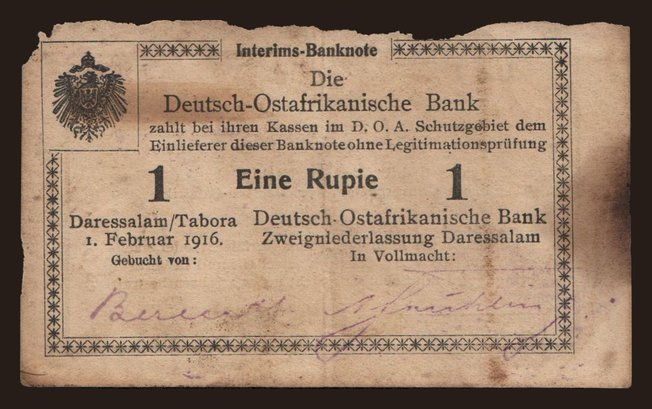 Interims-Banknote
Die
Deutsch-Ostafrikanische Bank
zahlt bei ihren Kassen im D. O. A. Schutzgebiet dem
Einlieferer dieser Banknote ohne Legitimationsprüfung
1 Eine Rupie 1
Daressalam/Tabora
1. Februar 1916.
Gebucht von:
Deutsch-Ostafrikanische Bank
Zweigniederlassung Daressalam
In Vollmacht: